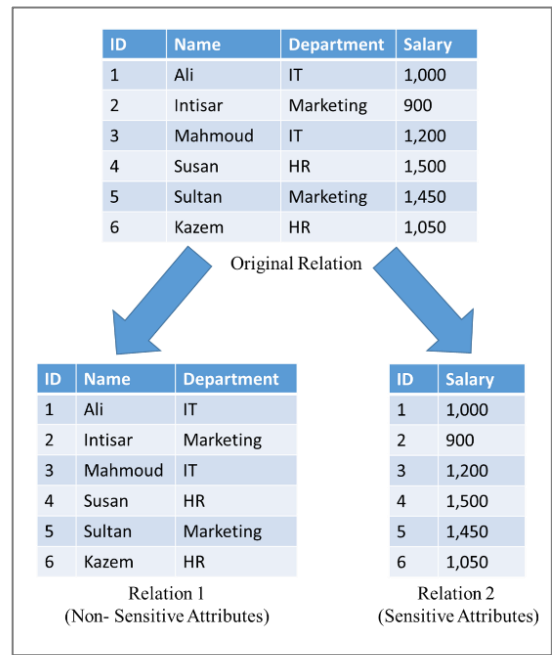 ID Name Department Salary
1 Ali IT 1,000
2 Intisar Marketing 900
3 Mahmoud IT 1,200
4 Susan HR 1,500
5 Sultan Marketing 1,450
6 Kazem HR 1,050
Original Relation
ID Name Department
1 Ali IT
2 Intisar Marketing
3 Mahmoud IT
4 Susan HR
5 Sultan Marketing
6 Kazem HR
Relation 1
(Non- Sensitive Attributes)
ID Salary
1 1,000
2 900
3 1,200
4 1,500
5 1,450
6 1,050
Relation 2
(Sensitive Attributes)